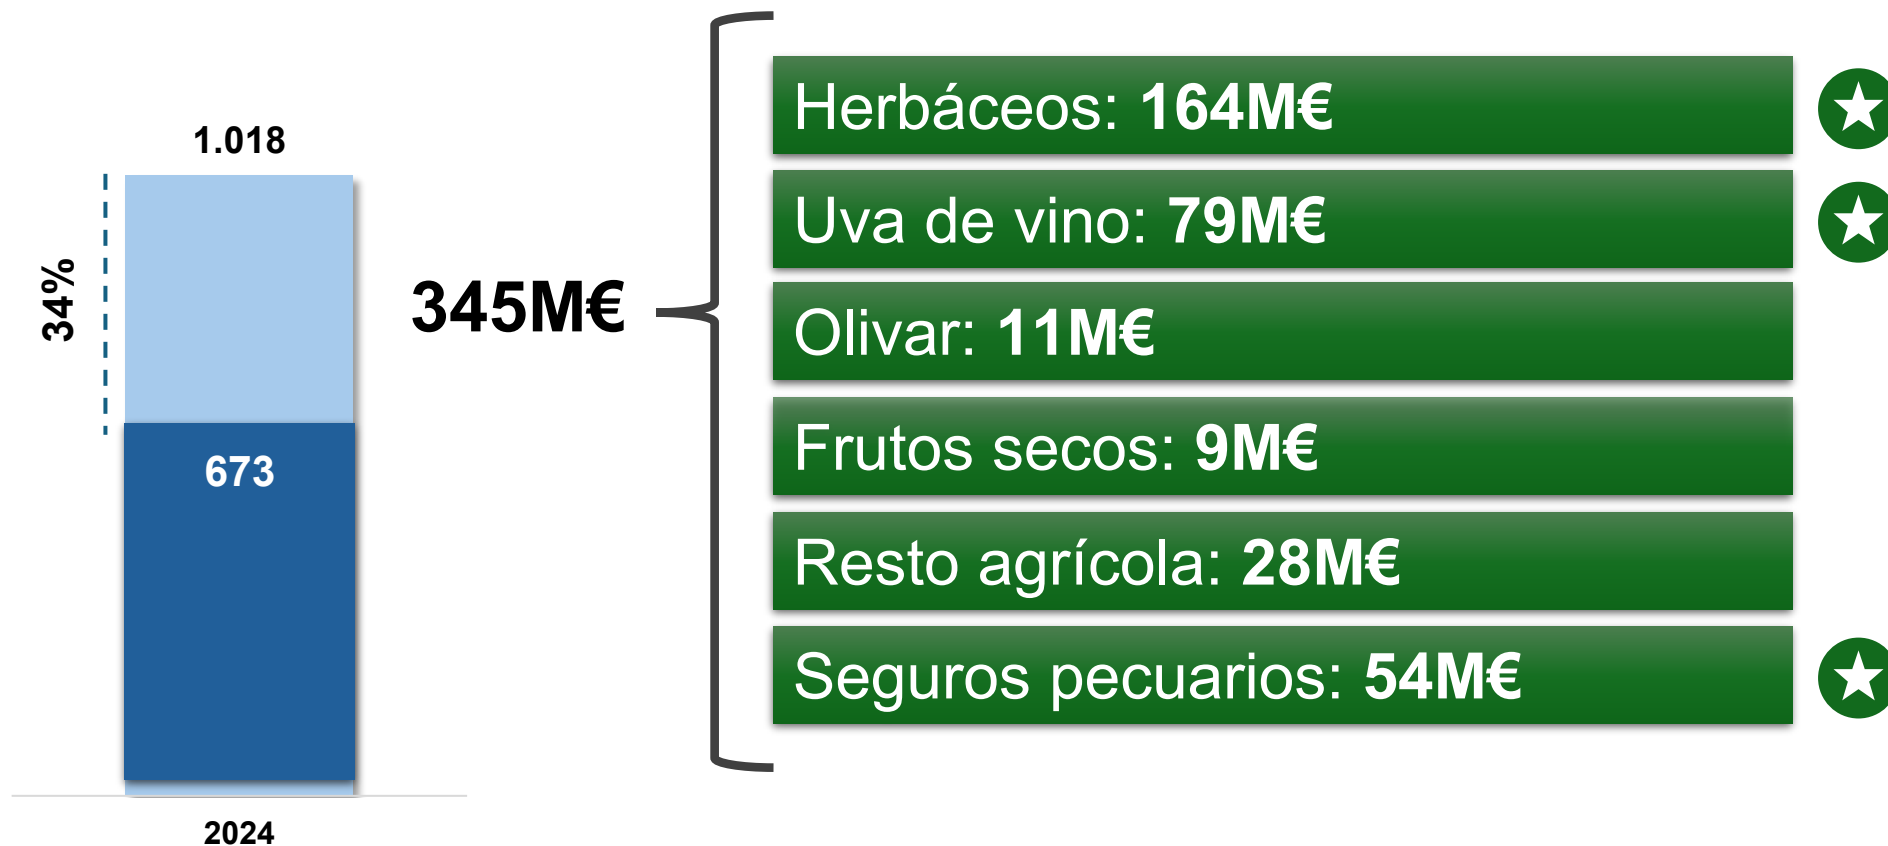 1.018
34%
673
2024
345M€
Herbáceos: 164M€
Uva de vino: 79M€
Olivar: 11M€
Frutos secos: 9M€
Resto agrícola: 28M€
Seguros pecuarios: 54M€